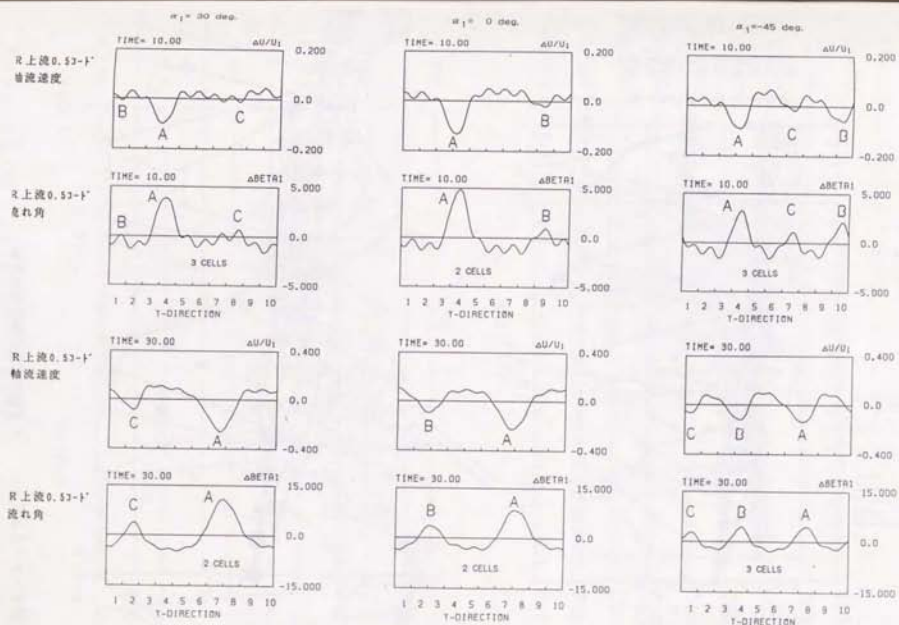 α1= 30 deg.
α1= 0 deg.
α1=-45 deg.
R上流0.5コード
軸流速度
TIME= 10.00 ΔU/U1
0.200
0.0
-0.200
B
A
C
TIME= 10.00 ΔU/U1
0.200
0.0
-0.200
A
B
TIME= 10.00 ΔU/U1
0.200
0.0
-0.200
A
C
B
R上流0.5コード
流れ角
TIME= 10.00 ΔBETA1
5.000
0.0
-5.000
B
A
C
3 CELLS
1 2 3 4 5 6 7 8 9 10
Y-DIRECTION
TIME= 10.00 ΔBETA1
5.000
0.0
-5.000
A
B
2 CELLS
1 2 3 4 5 6 7 8 9 10
Y-DIRECTION
TIME= 10.00 ΔBETA1
5.000
0.0
-5.000
A
C
B
3 CELLS
1 2 3 4 5 6 7 8 9 10
Y-DIRECTION
R上流0.5コード
軸流速度
TIME= 30.00 ΔU/U1
0.400
0.0
-0.400
C
A
TIME= 30.00 ΔU/U1
0.400
0.0
-0.400
B
A
TIME= 30.00 ΔU/U1
0.400
0.0
-0.400
C
B
A
R上流0.5コード
流れ角
TIME= 30.00 ΔBETA1
15.000
0.0
-15.000
C
A
2 CELLS
1 2 3 4 5 6 7 8 9 10
Y-DIRECTION
TIME= 30.00 ΔBETA1
15.000
0.0
-15.000
B
A
2 CELLS
1 2 3 4 5 6 7 8 9 10
Y-DIRECTION
TIME= 30.00 ΔBETA1
15.000
0.0
-15.000
C
B
A
3 CELLS
1 2 3 4 5 6 7 8 9 10
Y-DIRECTION